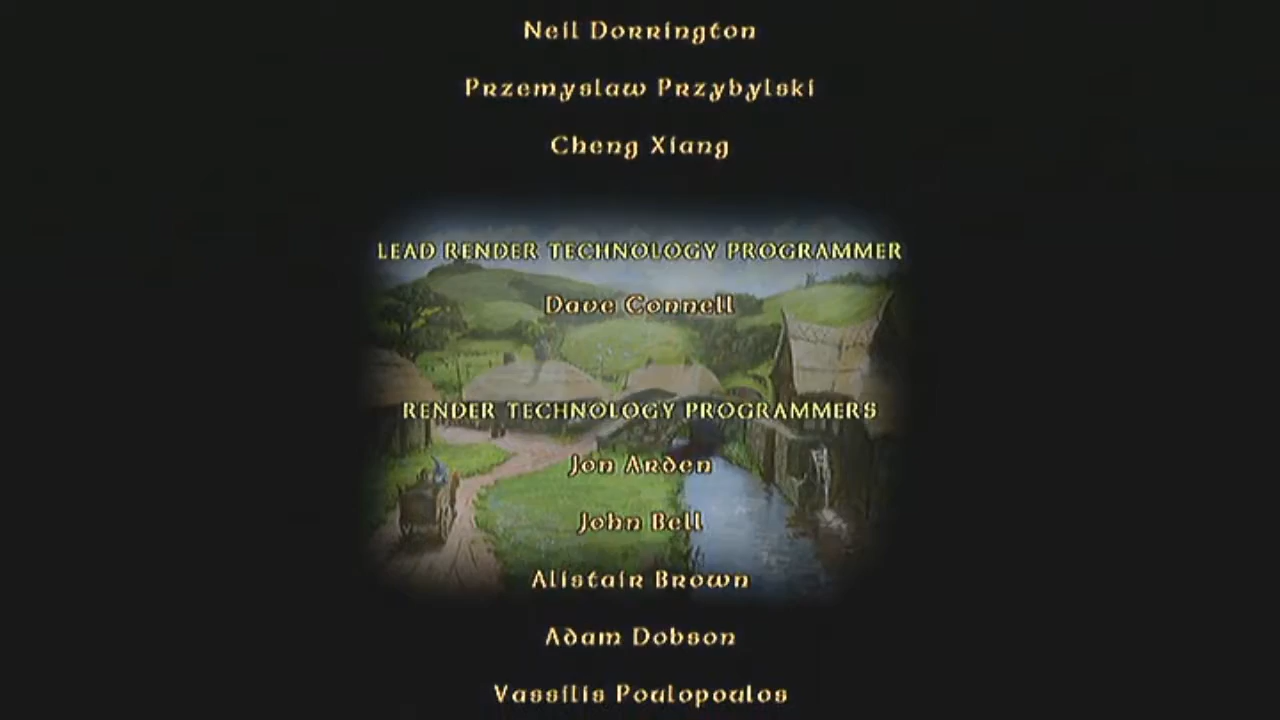 Neil Dorrington
Przemyslaw Przybylski
Cheng Xiang
LEAD RENDER TECHNOLOGY PROGRAMMER
Dave Connell
RENDER TECHNOLOGY PROGRAMMERS
Jon Arden
John Bell
Alistair Brown
Adam Dobson
Vassilis Poulopoulos